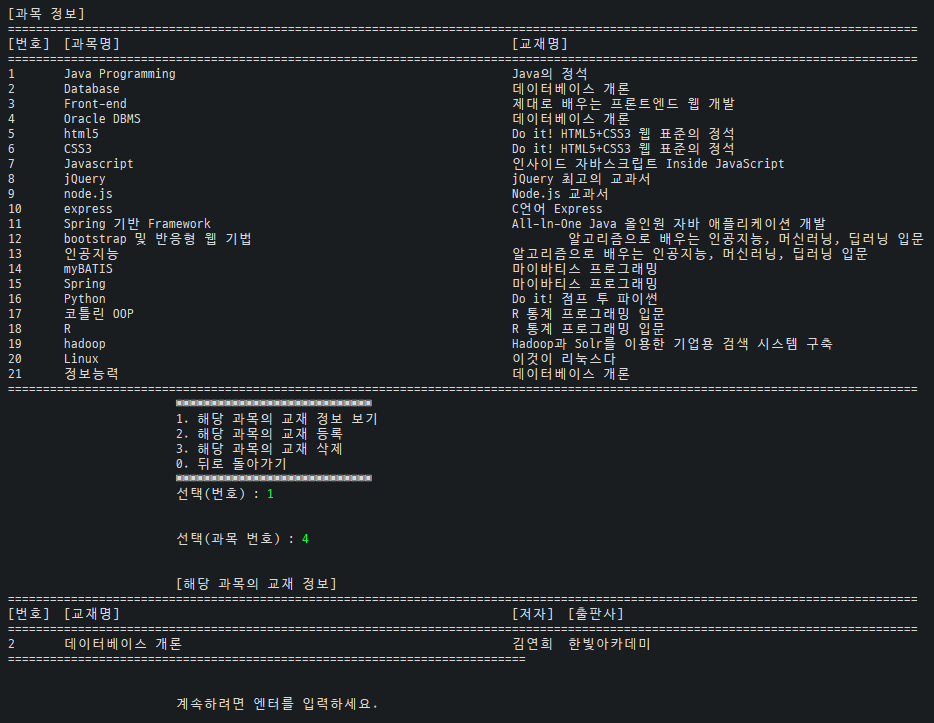 [과목 정보]
==================================================================================================================================
[번호] [과목명] [교재명]
==================================================================================================================================
1 Java Programming Java의 정석
2 Database 데이터베이스 개론
3 Front-end 제대로 배우는 프론트엔드 웹 개발
4 Oracle DBMS 데이터베이스 개론
5 html5 Do it! HTML5+CSS3 웹 표준의 정석
6 CSS3 Do it! HTML5+CSS3 웹 표준의 정석
7 Javascript 인사이드 자바스크립트 Inside JavaScript
8 jQuery jQuery 최고의 교과서
9 node.js Node.js 교과서
10 express C언어 Express
11 Spring 기반 Framework All-ln-One Java 올인원 자바 애플리케이션 개발
12 bootstrap 및 반응형 웹 기법 알고리즘으로 배우는 인공지능, 머신러닝, 딥러닝 입문
13 인공지능 알고리즘으로 배우는 인공지능, 머신러닝, 딥러닝 입문
14 myBATIS 마이바티스 프로그래밍
15 Spring 마이바티스 프로그래밍
16 Python Do it! 점프 투 파이썬
17 코틀린 OOP R 통계 프로그래밍 입문
18 R R 통계 프로그래밍 입문
19 hadoop Hadoop과 Solr를 이용한 기업용 검색 시스템 구축
20 Linux 이것이 리눅스다
21 정보능력 데이터베이스 개론
==================================================================================================================================
▣▣▣▣▣▣▣▣▣▣▣▣▣▣▣▣▣▣▣▣▣▣▣▣▣▣▣▣
1. 해당 과목의 교재 정보 보기
2. 해당 과목의 교재 등록
3. 해당 과목의 교재 삭제
0. 뒤로 돌아가기
▣▣▣▣▣▣▣▣▣▣▣▣▣▣▣▣▣▣▣▣▣▣▣▣▣▣▣▣
선택(번호) : 1
선택(과목 번호) : 4
[해당 과목의 교재 정보]
==================================================================================================================================
[번호] [교재명] [저자] [출판사]
==================================================================================================================================
2 데이터베이스 개론 김연희 한빛아카데미
==========================================================================
계속하려면 엔터를 입력하세요.